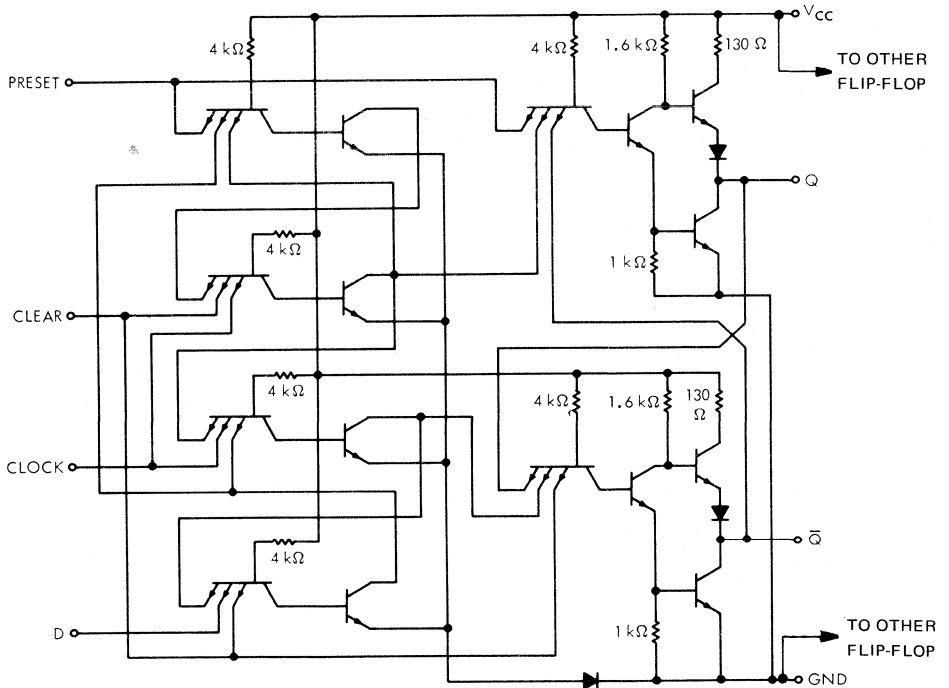 V CC
4 kΩ
4 kΩ
1.6 kΩ
130 Ω
TO OTHER
FLIP-FLOP
PRESET
Q
4 kΩ
1 kΩ
CLEAR
4 kΩ
4 kΩ
1.6 kΩ
130
Ω
CLOCK
Q̄
4 kΩ
D
1 kΩ
TO OTHER
FLIP-FLOP
GND